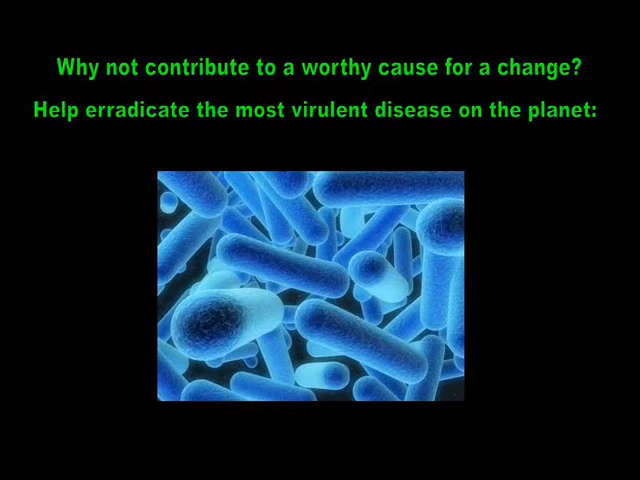 Why not contribute to a worthy cause for a change?
Help erradicate the most virulent disease on the planet: